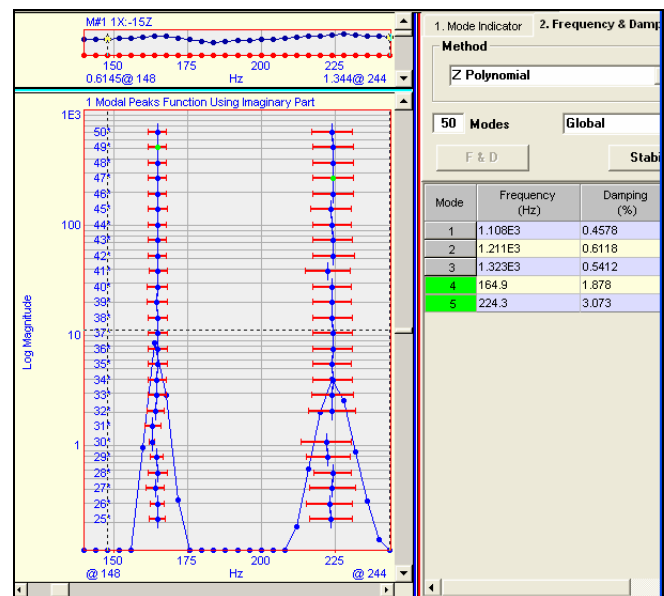 M#1 1X:-15Z
150 175 200 225
0.6145@ 148 Hz 1.344@ 244
1 Modal Peaks Function Using Imaginary Part
1E3
50*
49*
48*
47*
46*
45*
100 44*
43*
42*
41*
40*
39*
38*
37*
10
36*
35*
34*
33*
32*
31*
1 30*
29*
28*
27*
26*
25*
Log Magnitude
150 175 200 225
@ 148 Hz @ 244
1. Mode Indicator 2. Frequency & Damp
Method
Z Polynomial
50 Modes Global
F & D Stabi
Mode Frequency (Hz) Damping (%)
1 1.108E3 0.4578
2 1.211E3 0.6118
3 1.323E3 0.5412
4 164.9 1.878
5 224.3 3.073